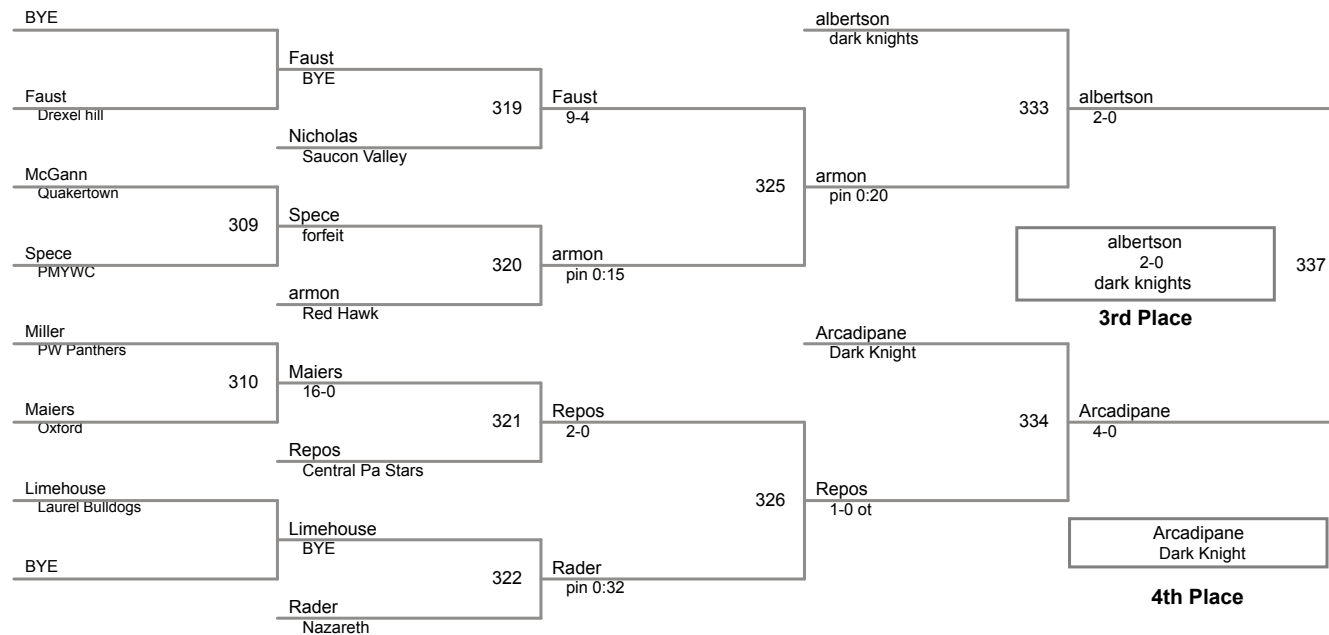 BYE
Faust
Drexel hill
McGann
Quakertown
309
Spece
PMYWC
Miller
PW Panthers
310
Maiers
Oxford
Limehouse
Laurel Bulldogs
BYE
Faust
BYE
319
Nicholas
Saucon Valley
Spece
forfeit
320
armon
Red Hawk
Maiers
16-0
321
Repos
Central Pa Stars
Limehouse
BYE
322
Rader
Nazareth
Faust
9-4
325
armon
pin 0:15
Repos
2-0
326
Rader
pin 0:32
albertson
dark knights
333
armon
pin 0:20
Arcadipane
Dark Knight
334
Repos
1-0 ot
albertson
2-0
albertson
2-0
dark knights
337
3rd Place
Arcadipane
4-0
Arcadipane
Dark Knight
4th Place